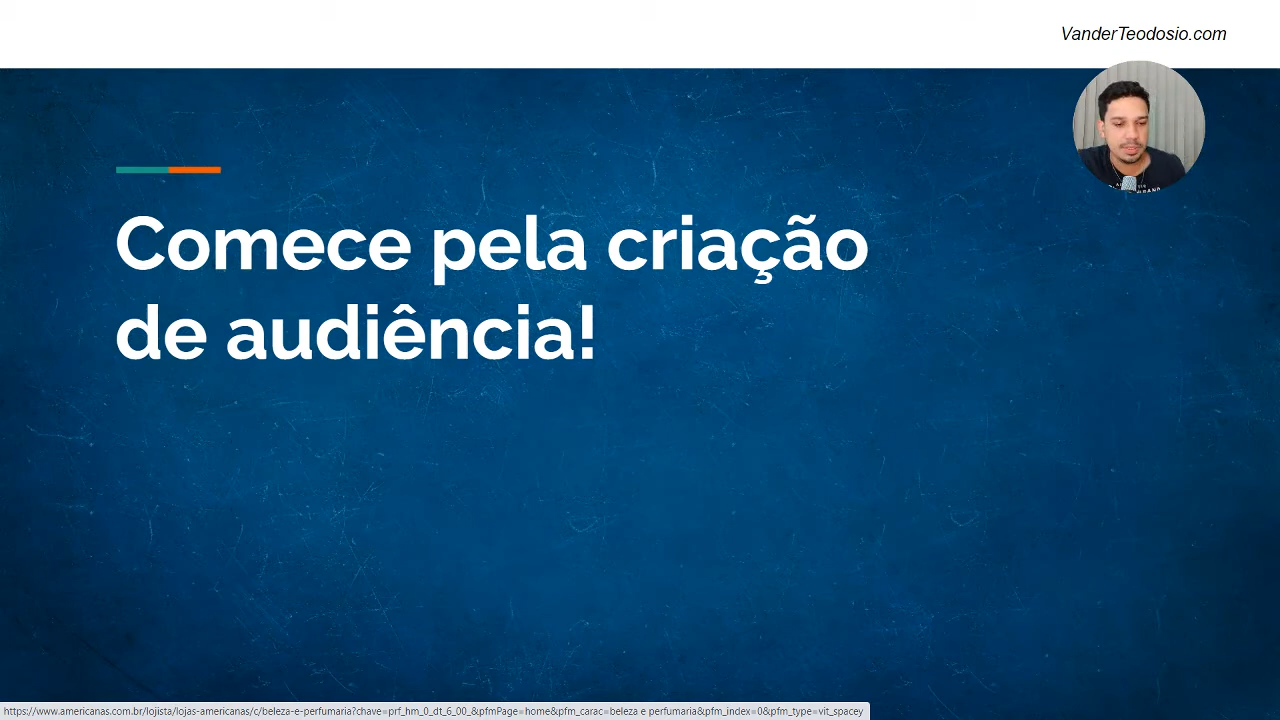 VanderTeodosio.com
Comece pela criação
de audiência!
https://www.americanas.com.br/lojista/lojas-americanas/c/beleza-e-perfumaria?chave=prf_hm_0_dt_6_00_&pfmPage=home&pfm_carac=beleza e perfumaria&pfm_index=0&pfm_type=vit_spacey